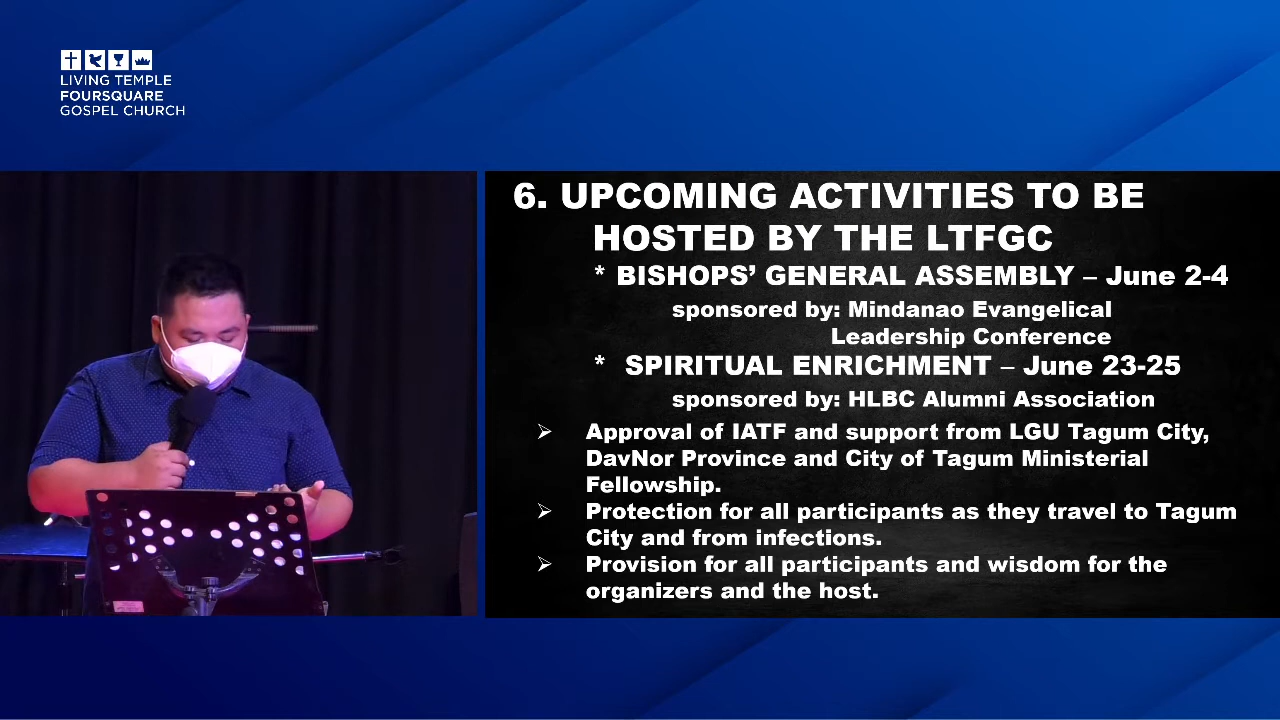 LIVING TEMPLE
FOURSQUARE
GOSPEL CHURCH
6. UPCOMING ACTIVITIES TO BE
HOSTED BY THE LTFGC
* BISHOPS’ GENERAL ASSEMBLY – June 2-4
sponsored by: Mindanao Evangelical
Leadership Conference
* SPIRITUAL ENRICHMENT – June 23-25
sponsored by: HLBC Alumni Association
➢ Approval of IATF and support from LGU Tagum City,
DavNor Province and City of Tagum Ministerial
Fellowship.
➢ Protection for all participants as they travel to Tagum
City and from infections.
➢ Provision for all participants and wisdom for the
organizers and the host.